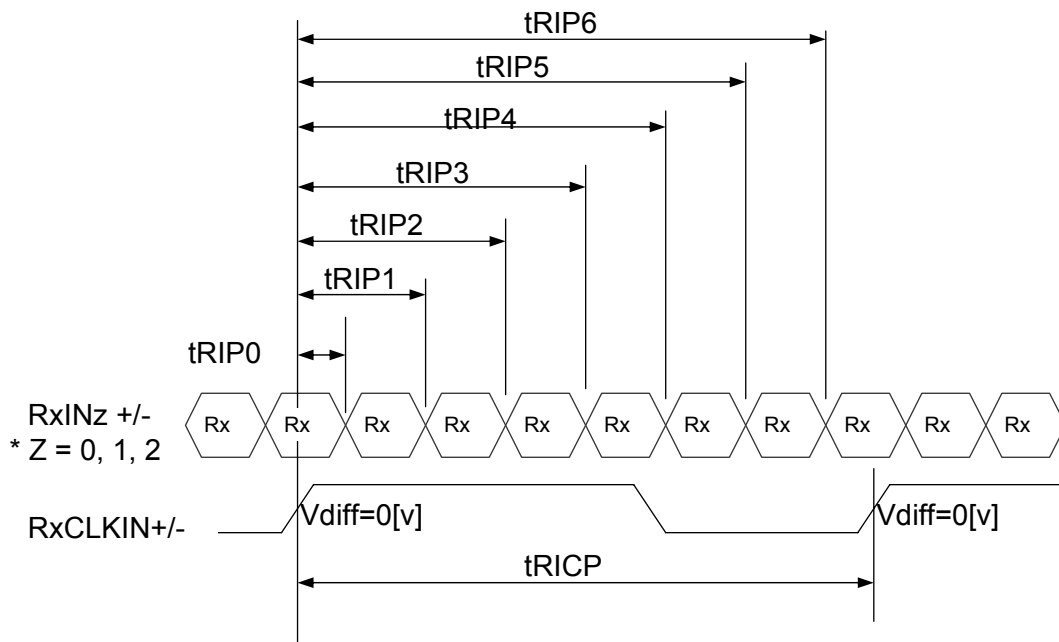 tRIP6
tRIP5
tRIP4
tRIP3
tRIP2
tRIP1
tRIP0
RxINz +/-
* Z = 0, 1, 2
Rx Rx Rx Rx Rx Rx Rx Rx Rx Rx Rx
RxCLKIN+/-
Vdiff=0[v] Vdiff=0[v]
tRICP